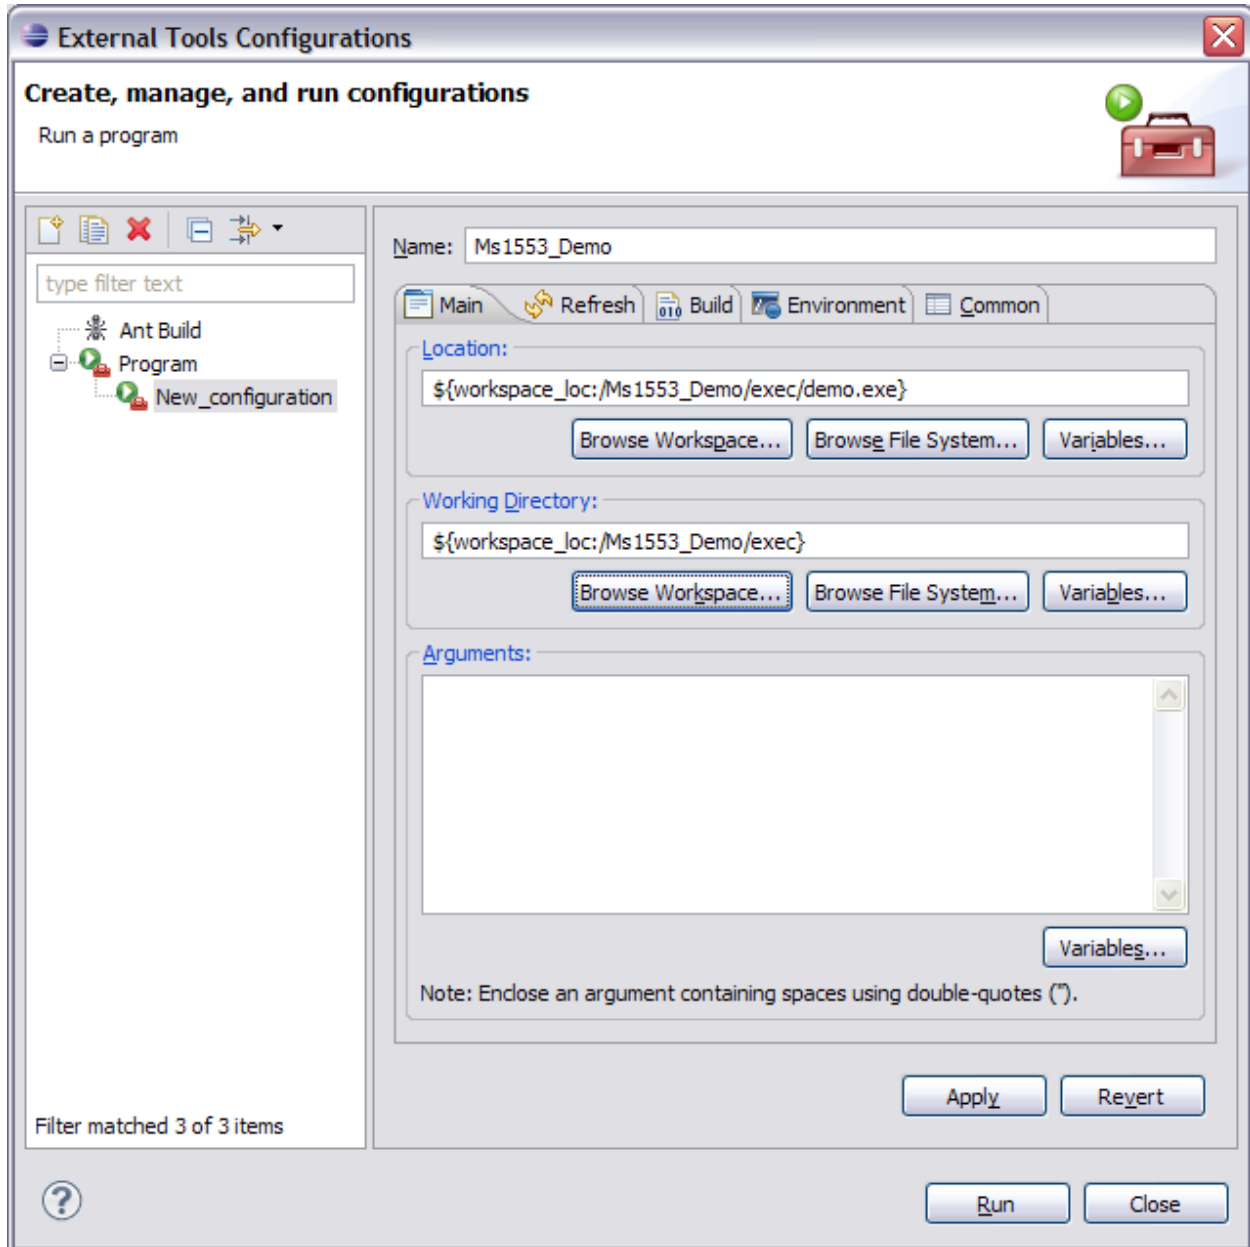 External Tools Configurations
Create, manage, and run configurations
Run a program
type filter text
Ant Build
Program
New_configuration
Filter matched 3 of 3 items
Name: Ms1553_Demo
Main Refresh 010 Build Environment Common
Location:
${workspace_loc:/Ms1553_Demo/exec/demo.exe}
Browse Workspace... Browse File System... Variables...
Working Directory:
${workspace_loc:/Ms1553_Demo/exec}
Browse Workspace... Browse File System... Variables...
Arguments:
Variables...
Note: Enclose an argument containing spaces using double-quotes (").
Apply Revert
? Run Close